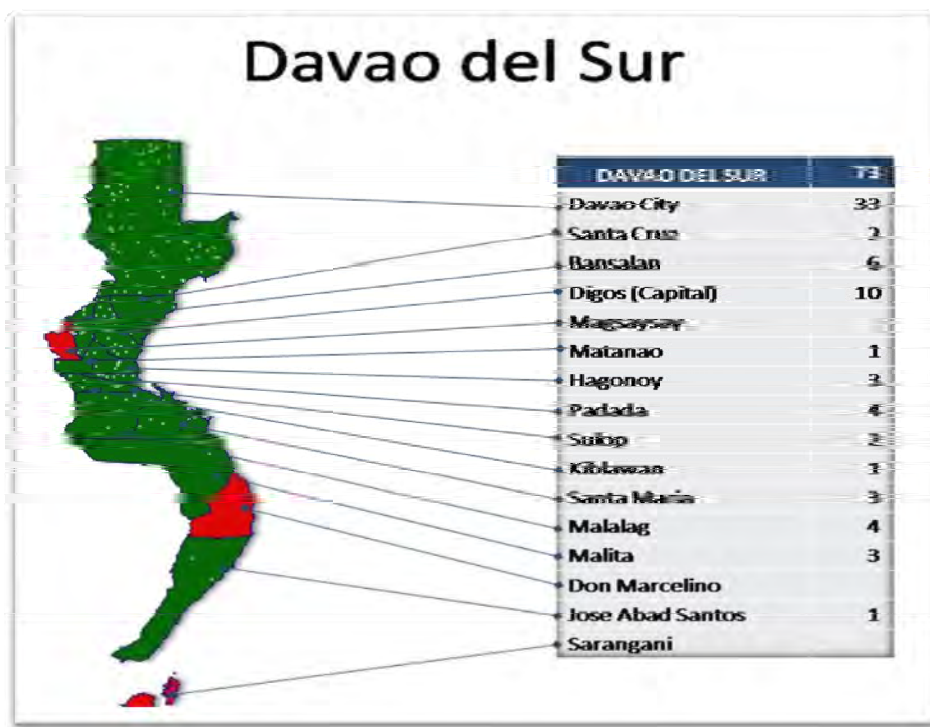 Davao del Sur
DAVAO DEL SUR 73
Davao City 33
Santa Cruz 2
Bansalan 6
Digos (Capital) 10
Magsaysay
Matanao 1
Hagonoy 3
Padada 4
Sulop 2
Kiblawan 1
Santa Maria 3
Malalag 4
Malita 3
Don Marcelino
Jose Abad Santos 1
Sarangani